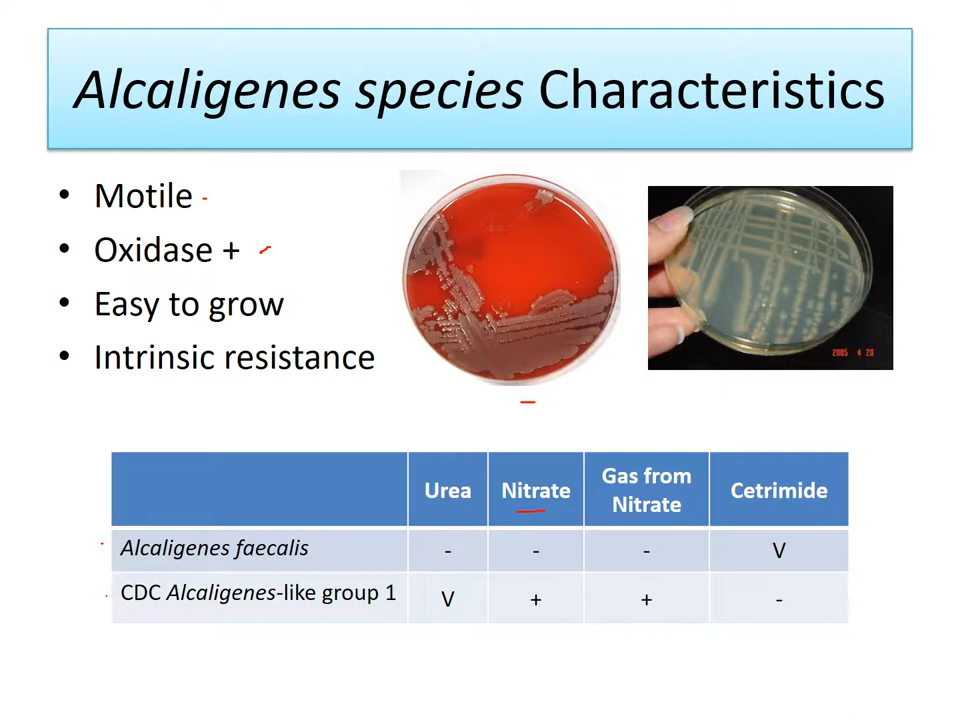 Alcaligenes species Characteristics
• Motile
• Oxidase +
• Easy to grow
• Intrinsic resistance
2005 4 20
Urea Nitrate Gas from Nitrate Cetrimide
Alcaligenes faecalis - - - V
CDC Alcaligenes-like group 1 V + + -